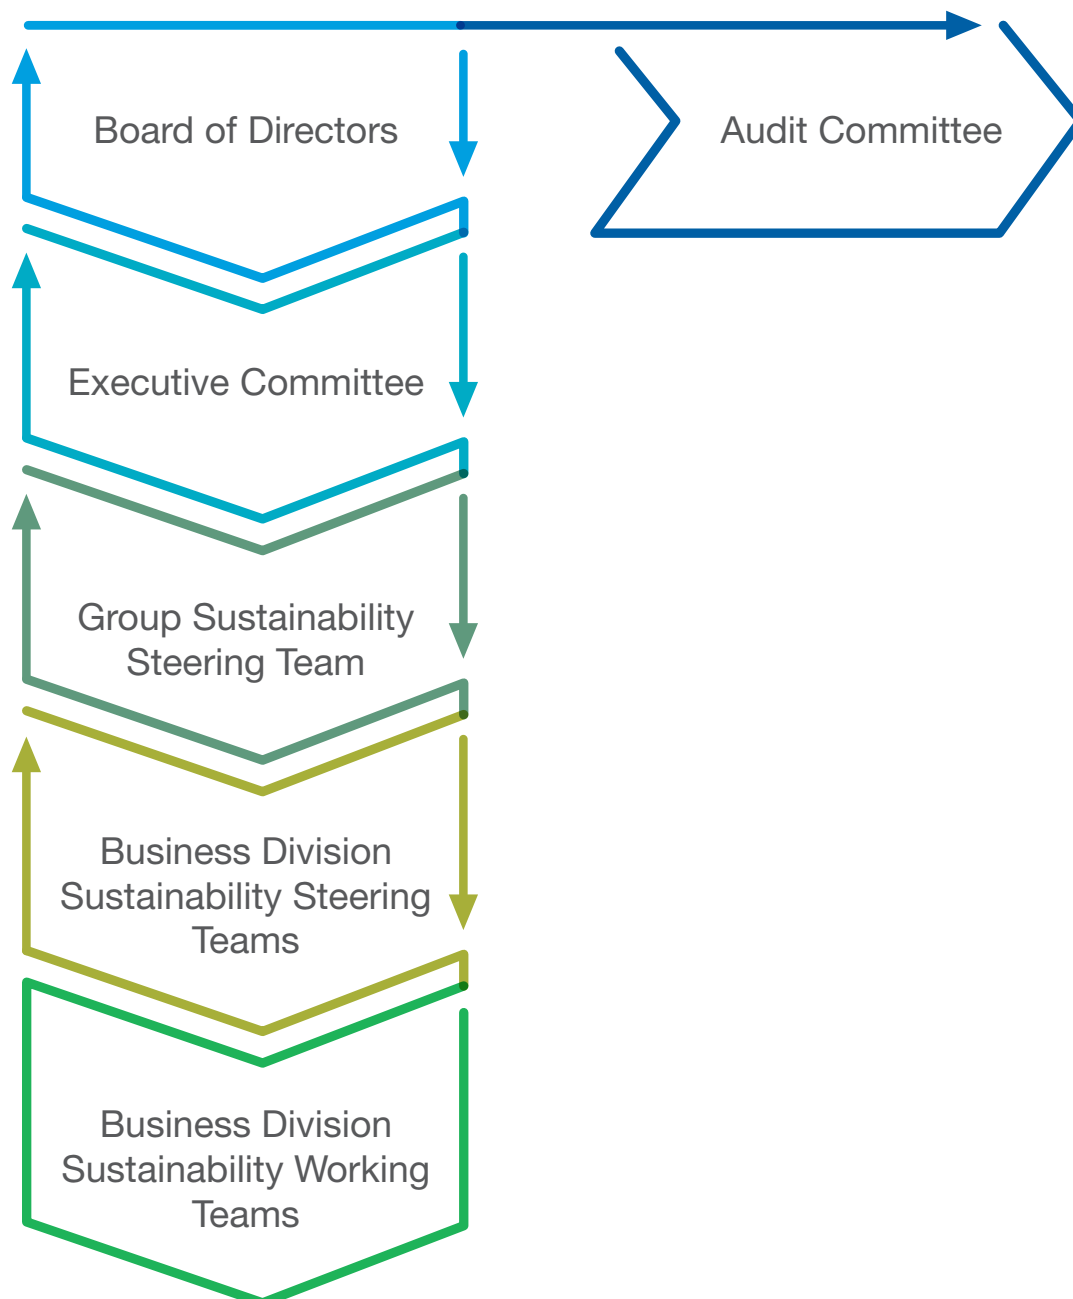 Board of Directors
Audit Committee
Executive Committee
Group Sustainability
Steering Team
Business Division
Sustainability Steering
Teams
Business Division
Sustainability Working
Teams